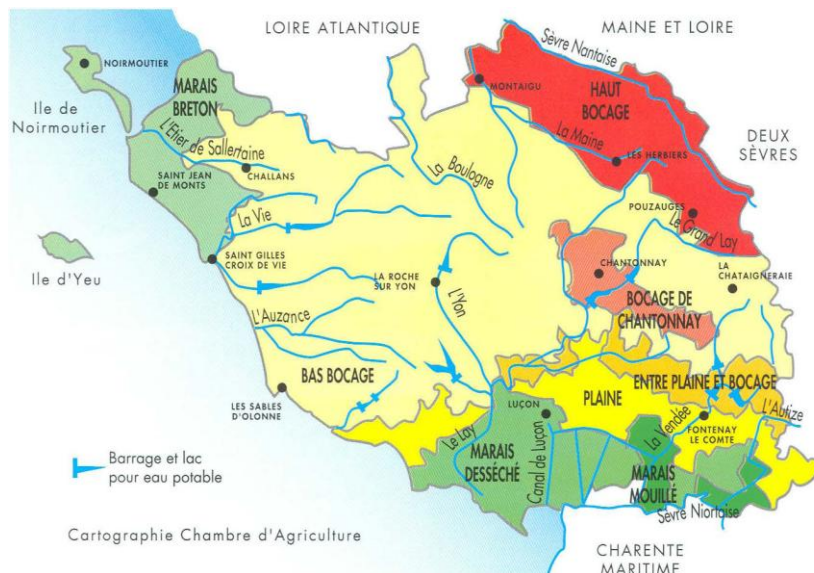 LOIRE ATLANTIQUE
MAINE ET LOIRE
Sèvre Nantaise
NOIRMOUTIER
MARAIS
BRETON
MONTAIGU
HAUT
BOCAGE
Ile de
Noirmoutier
L'Etier de Sallertaine
La Maine
LES HERBIERS
DEUX
SÈVRES
CHALLANS
La Boulogne
SAINT JEAN
DE MONTS
POUZAUGES
La Vie
Le Grand Lay
Ile d'Yeu
SAINT GILLES
CROIX DE VIE
LA ROCHE
SUR YON
L'Yon
CHANTONNAY
LA
CHATAIGNERAIE
BOCAGE DE
CHANTONNAY
L'Auzance
BAS BOCAGE
ENTRE PLAINE ET BOCAGE
PLAINE
LES SABLES
D'OLONNE
LUÇON
L'Autize
La Vendée
FONTENAY
LE COMTE
Le Lay
MARAIS
DESSÉCHÉ
Canal de Luçon
MARAIS
MOUILLÉ
Sèvre Niortaise
Barrage et lac
pour eau potable
Cartographie Chambre d'Agriculture
CHARENTE
MARITIME